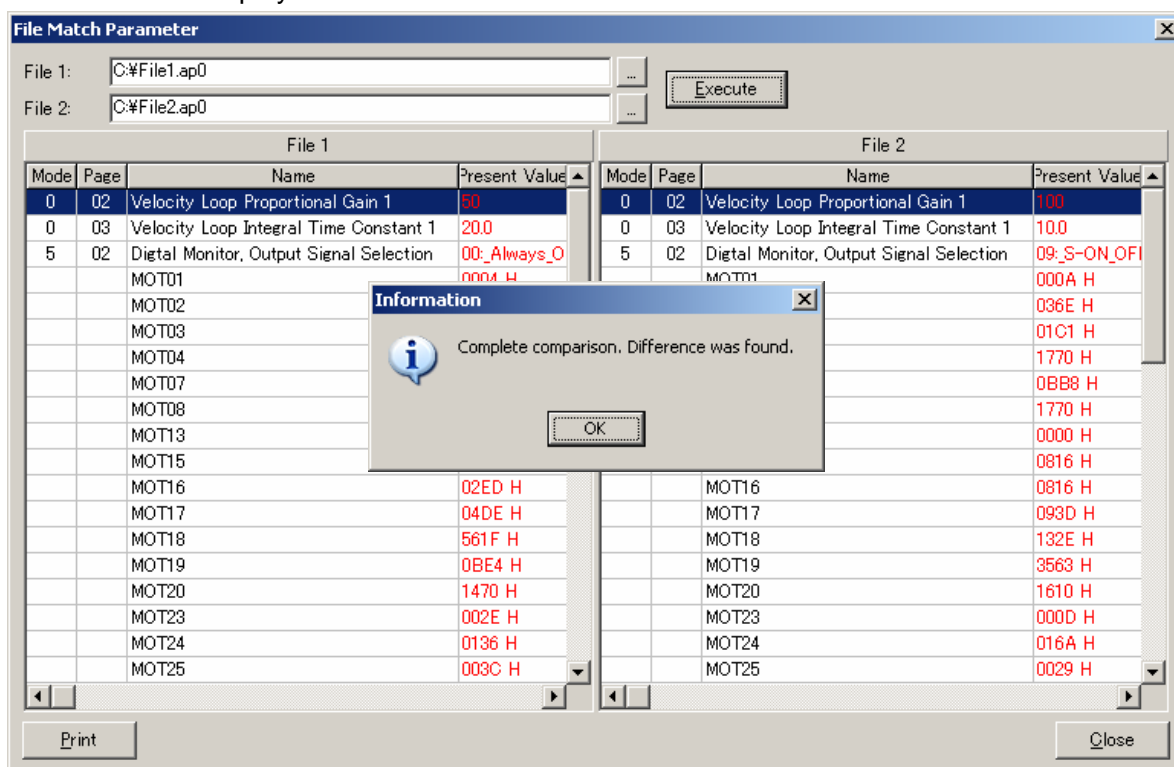 File Match Parameter
File 1: C:¥File1.ap0 ...
Execute
File 2: C:¥File2.ap0 ...
File 1 File 2
Mode Page Name Present Value Mode Page Name Present Value
0 02 Velocity Loop Proportional Gain 1 50 0 02 Velocity Loop Proportional Gain 1 100
0 03 Velocity Loop Integral Time Constant 1 20.0 0 03 Velocity Loop Integral Time Constant 1 10.0
5 02 Digtal Monitor, Output Signal Selection 00:_Always_O 5 02 Digtal Monitor, Output Signal Selection 09:_S-ON_OF
MOT01 0004 H MOT01 000A H
MOT02 036E H
MOT03 01C1 H
MOT04 1770 H
MOT07 0BB8 H
MOT08 1770 H
MOT13 0000 H
MOT15 0816 H
MOT16 02ED H MOT16 0816 H
MOT17 04DE H MOT17 093D H
MOT18 561F H MOT18 132E H
MOT19 0BE4 H MOT19 3563 H
MOT20 1470 H MOT20 1610 H
MOT23 002E H MOT23 000D H
MOT24 0136 H MOT24 016A H
MOT25 003C H MOT25 0029 H
Information
Complete comparison. Difference was found.
OK
Print Close